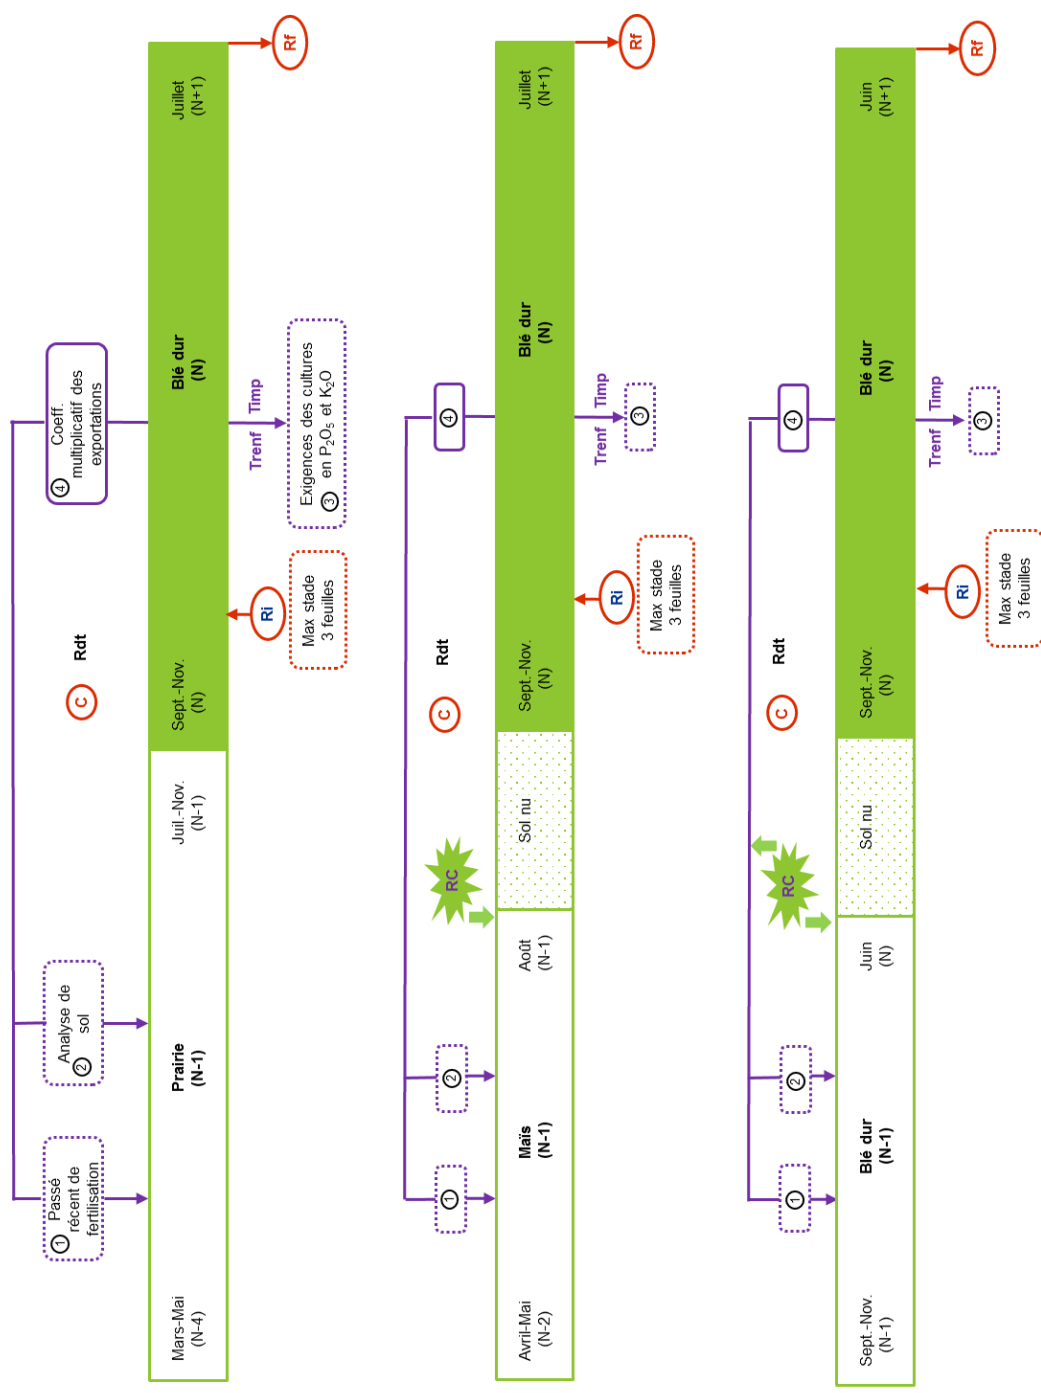 ① Passé
récent de
fertilisation
Analyse de
sol
②
④ Coeff.
multiplicatif des
exportations
C
Rdt
Mars-Mai
(N-4)
Prairie
(N-1)
Juil.-Nov.
(N-1)
Sept.-Nov.
(N)
Blé dur
(N)
Juillet
(N+1)
Ri
Max stade
3 feuilles
Trenf
Timp
Exigences des cultures
③ en P₂O₅ et K₂O
Rf
①
②
RC
C
Rdt
④
Avril-Mai
(N-2)
Maïs
(N-1)
Août
(N-1)
Sol nu
Sept.-Nov.
(N)
Blé dur
(N)
Juillet
(N+1)
Ri
Max stade
3 feuilles
Trenf
Timp
③
Rf
①
②
RC
C
Rdt
④
Sept.-Nov.
(N-1)
Blé dur
(N-1)
Juin
(N)
Sol nu
Sept.-Nov.
(N)
Blé dur
(N)
Juin
(N+1)
Ri
Max stade
3 feuilles
Trenf
Timp
③
Rf